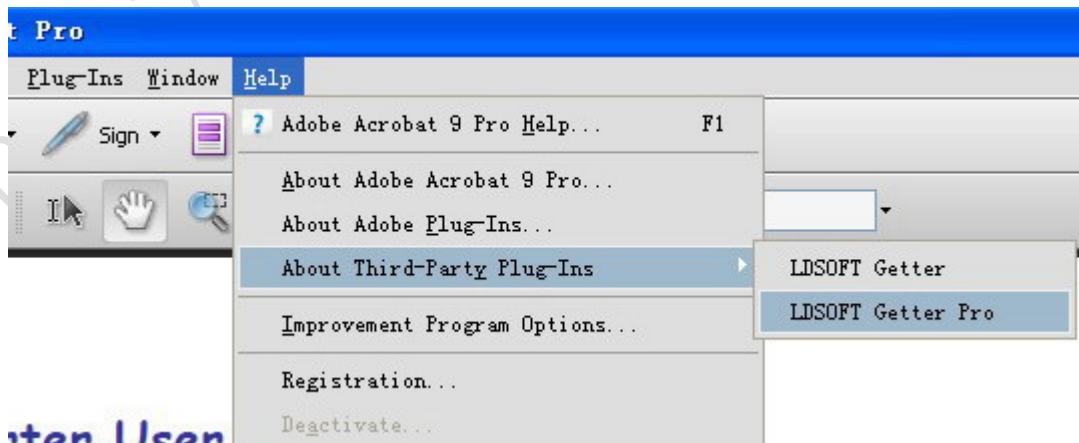 t Pro
Plug-Ins Window Help
Sign
? Adobe Acrobat 9 Pro Help... F1
About Adobe Acrobat 9 Pro...
About Adobe Plug-Ins...
About Third-Party Plug-Ins
LDSOFT Getter
LDSOFT Getter Pro
Improvement Program Options...
Registration...
Deactivate...
User